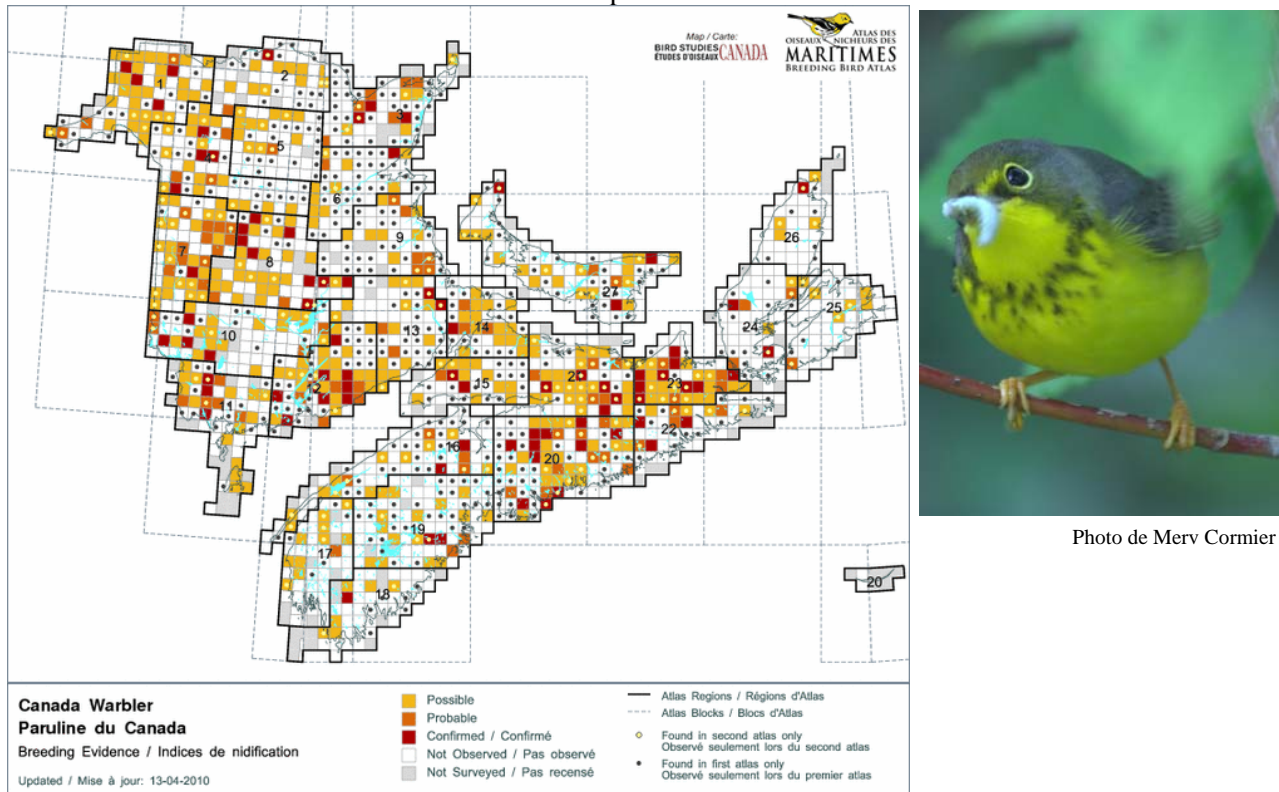 Map / Carte:
BIRD STUDIES
ÉTUDES D'OISEAUX CANADA
ATLAS DES
OISEAUX NICHEURS DES
MARITIMES
BREEDING BIRD ATLAS
1
2
3
5
6
7
8
9
10
12
13
14
15
16
17
18
19
20
22
23
24
25
26
27
20
Photo de Merv Cormier
Canada Warbler
Paruline du Canada
Breeding Evidence / Indices de nidification
Updated / Mise à jour: 13-04-2010
Possible
Probable
Confirmed / Confirmé
Not Observed / Pas observé
Not Surveyed / Pas recensé
Atlas Regions / Régions d'Atlas
Atlas Blocks / Blocs d'Atlas
Found in second atlas only
Observé seulement lors du second atlas
Found in first atlas only
Observé seulement lors du premier atlas